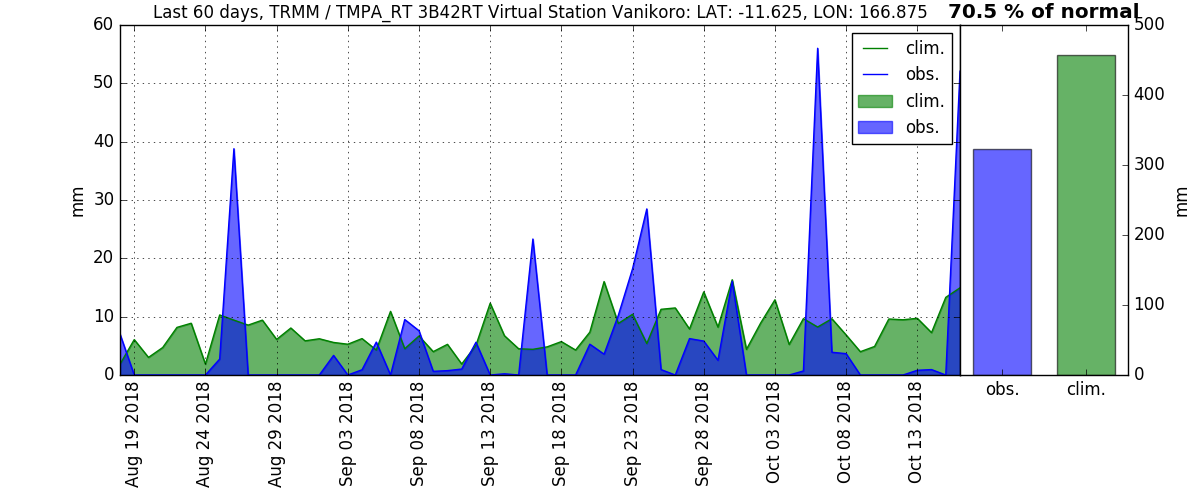 Last 60 days, TRMM / TMPA_RT 3B42RT Virtual Station Vanikoro: LAT: -11.625, LON: 166.875
70.5 % of normal
60
50
40
30
20
10
0
mm
clim.
obs.
clim.
obs.
500
400
300
200
100
0
mm
Aug 19 2018
Aug 24 2018
Aug 29 2018
Sep 03 2018
Sep 08 2018
Sep 13 2018
Sep 18 2018
Sep 23 2018
Sep 28 2018
Oct 03 2018
Oct 08 2018
Oct 13 2018
obs.
clim.